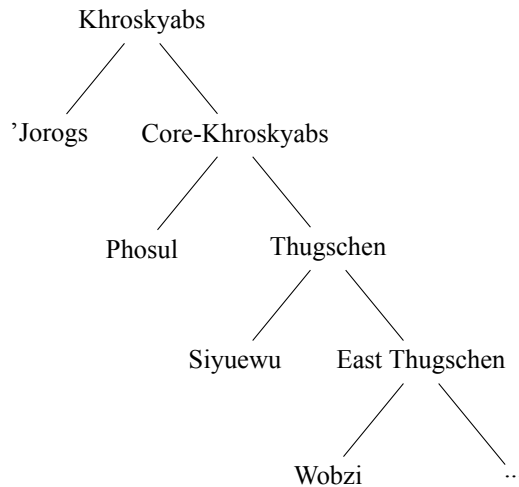 Khroskyabs
’Jorogs Core-Khroskyabs
Phosul Thugschen
Siyuewu East Thugschen
Wobzi ..